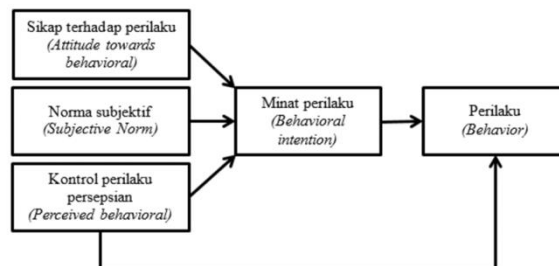 Sikap terhadap perilaku
(Attitude towards
behavioral)
Norma subjektif
(Subjective Norm)
Kontrol perilaku
persepsian
(Perceived behavioral)
Minat perilaku
(Behavioral
intention)
Perilaku
(Behavior)